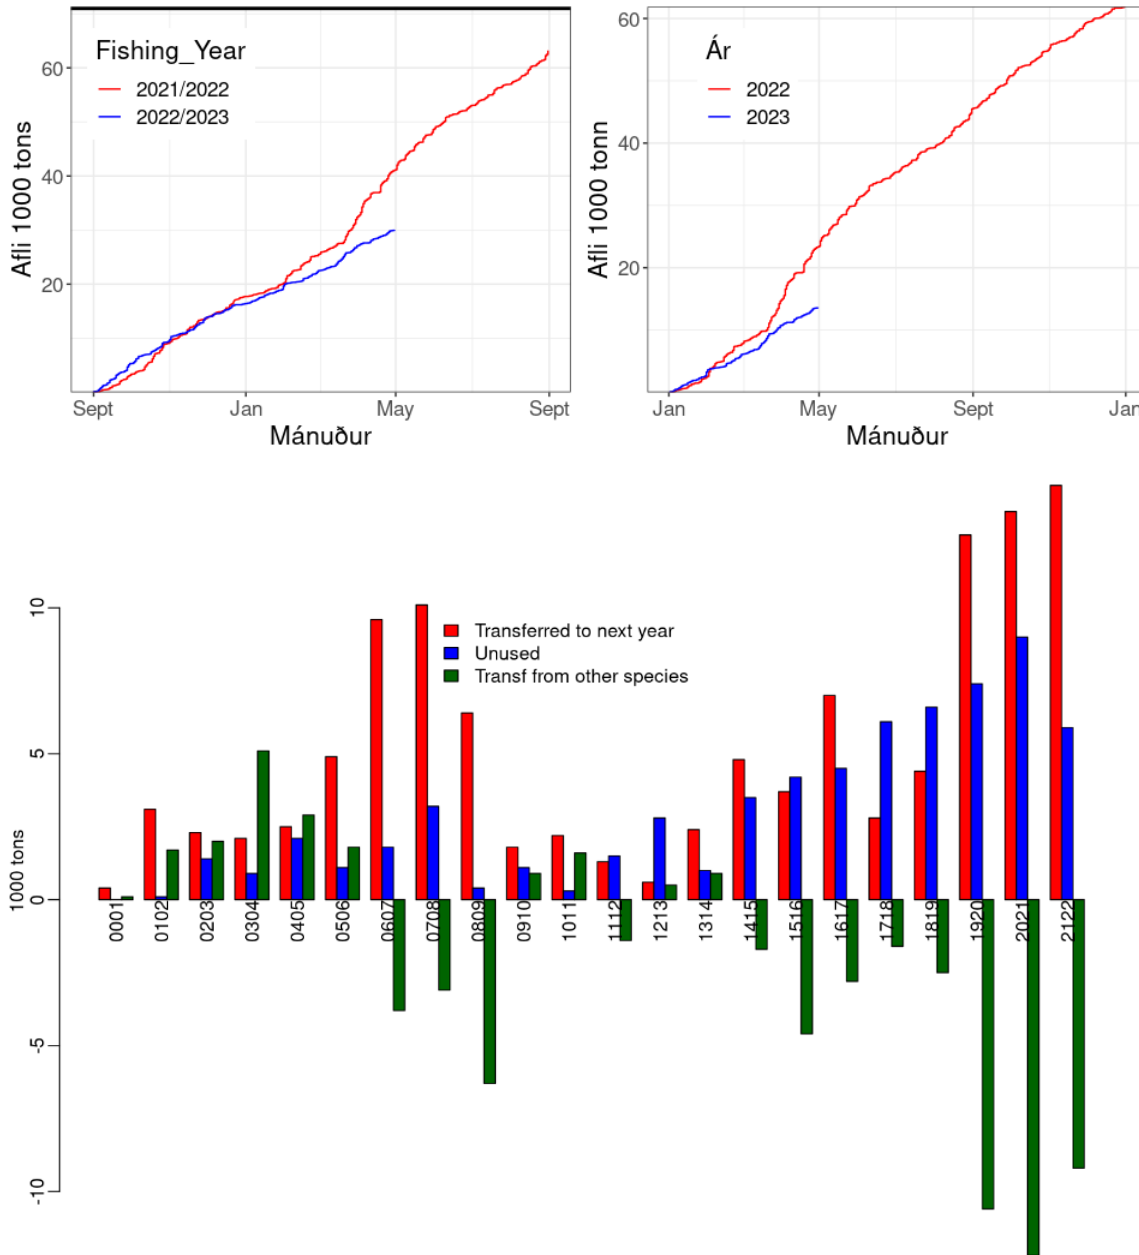 Fishing_Year
2021/2022
2022/2023
60
40
20
Afli 1000 tons
Sept Jan May Sept
Mánuður
Ár
2022
2023
60
40
20
Afli 1000 tonn
Jan May Sept Jan
Mánuður
Transferred to next year
Unused
Transf from other species
10
5
0
-5
-10
1000 tons
0001 0102 0203 0304 0405 0506 0607 0708 0809 0910 1011 1112 1213 1314 1415 1516 1617 1718 1819 1920 2021 2122